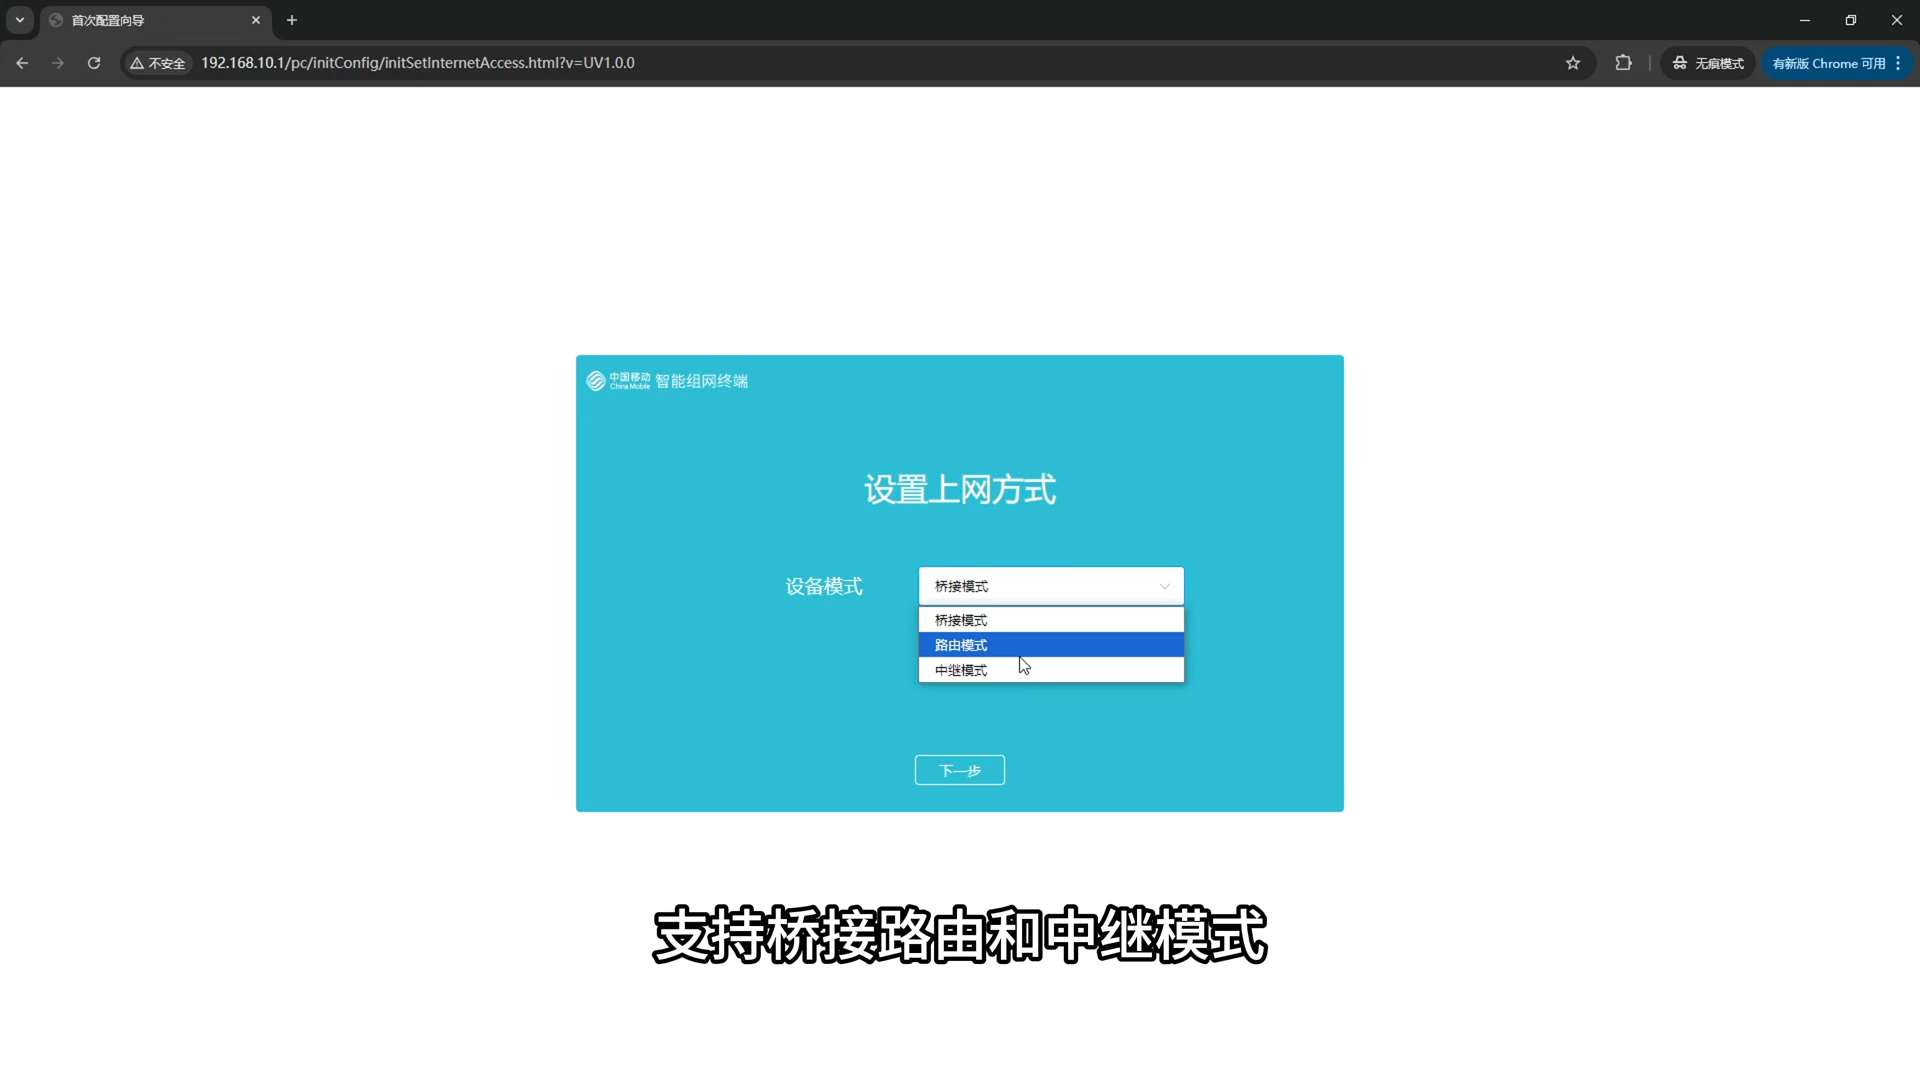 首次配置向导
不安全
192.168.10.1/pc/initConfig/initSetInternetAccess.html?v=UV1.0.0
无痕模式
有新版 Chrome 可用
中国移动
China Mobile
智能组网终端
设置上网方式
设备模式
桥接模式
桥接模式
路由模式
中继模式
下一步
支持桥接路由和中继模式